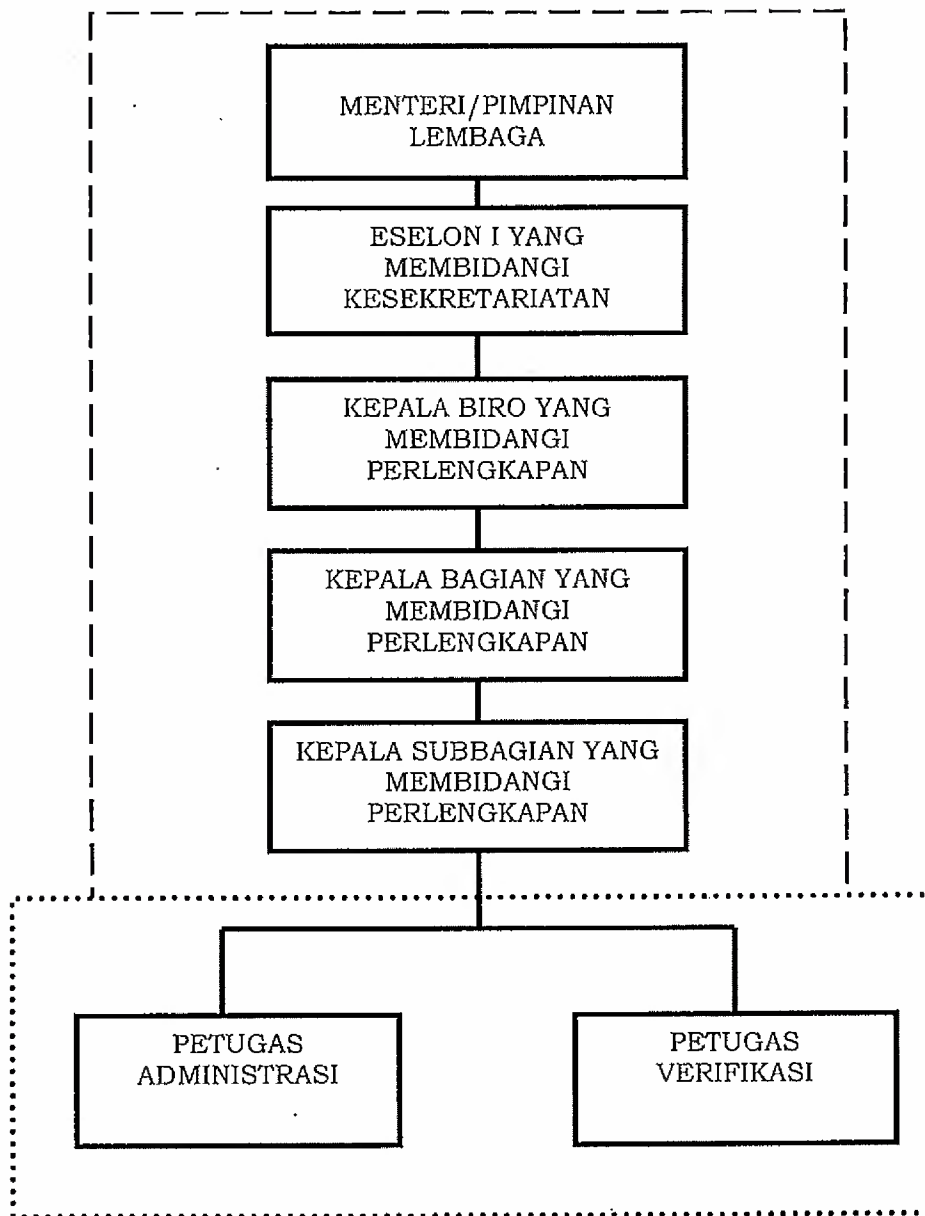 MENTERI/PIMPINAN
LEMBAGA
ESELON I YANG
MEMBIDANGI
KESEKRETARIATAN
KEPALA BIRO YANG
MEMBIDANGI
PERLENGKAPAN
KEPALA BAGIAN YANG
MEMBIDANGI
PERLENGKAPAN
KEPALA SUBBAGIAN YANG
MEMBIDANGI
PERLENGKAPAN
PETUGAS
ADMINISTRASI
PETUGAS
VERIFIKASI